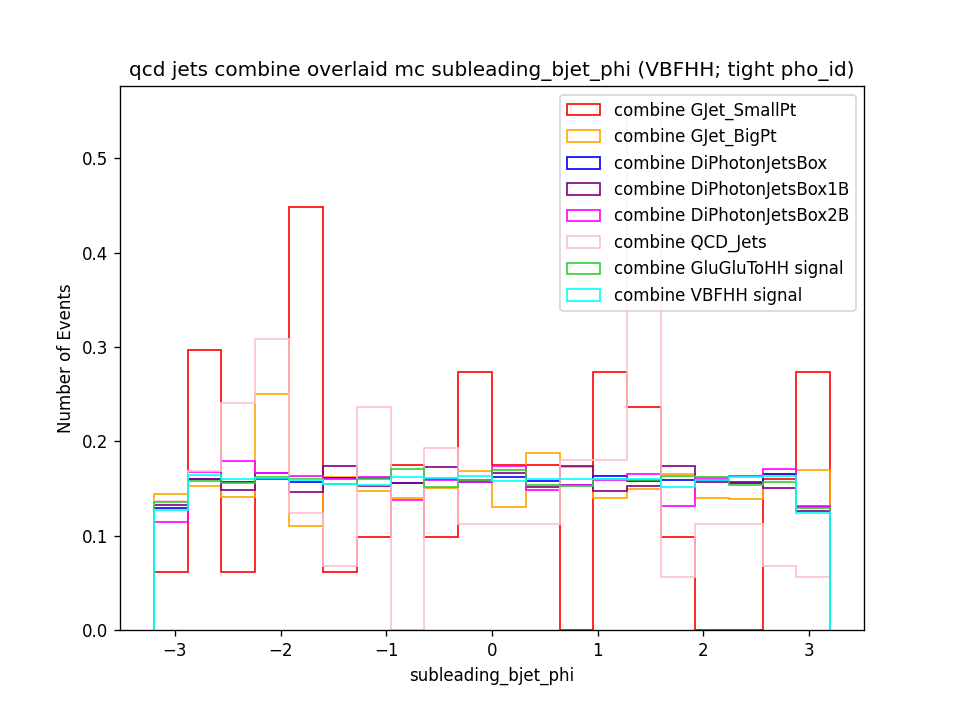 qcd jets combine overlaid mc subleading_bjet_phi (VBFHH; tight pho_id)
combine GJet_SmallPt
combine GJet_BigPt
combine DiPhotonJetsBox
combine DiPhotonJetsBox1B
combine DiPhotonJetsBox2B
combine QCD_Jets
combine GluGluToHH signal
combine VBFHH signal
Number of Events
0.5
0.4
0.3
0.2
0.1
0.0
−3 −2 −1 0 1 2 3
subleading_bjet_phi